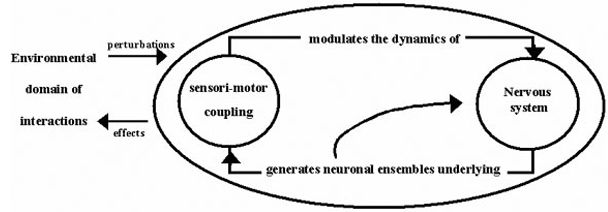 Environmental
domain of
interactions
perturbations
effects
modulates the dynamics of
sensori-motor
coupling
Nervous
system
generates neuronal ensembles underlying